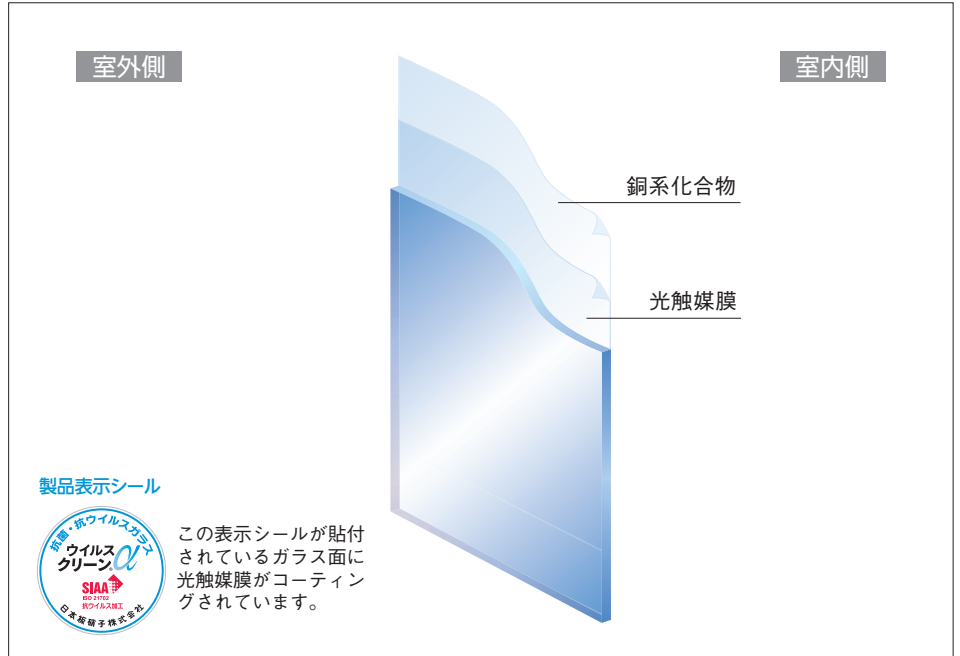 室外側
室内側
銅系化合物
光触媒膜
製品表示シール
抗菌・抗ウイルスガラス
ウイルス
クリーン®α
SIAA
ISO 21702
抗ウイルス加工
日本板硝子株式会社
この表示シールが貼付
されているガラス面に
光触媒膜がコーティン
グされています。